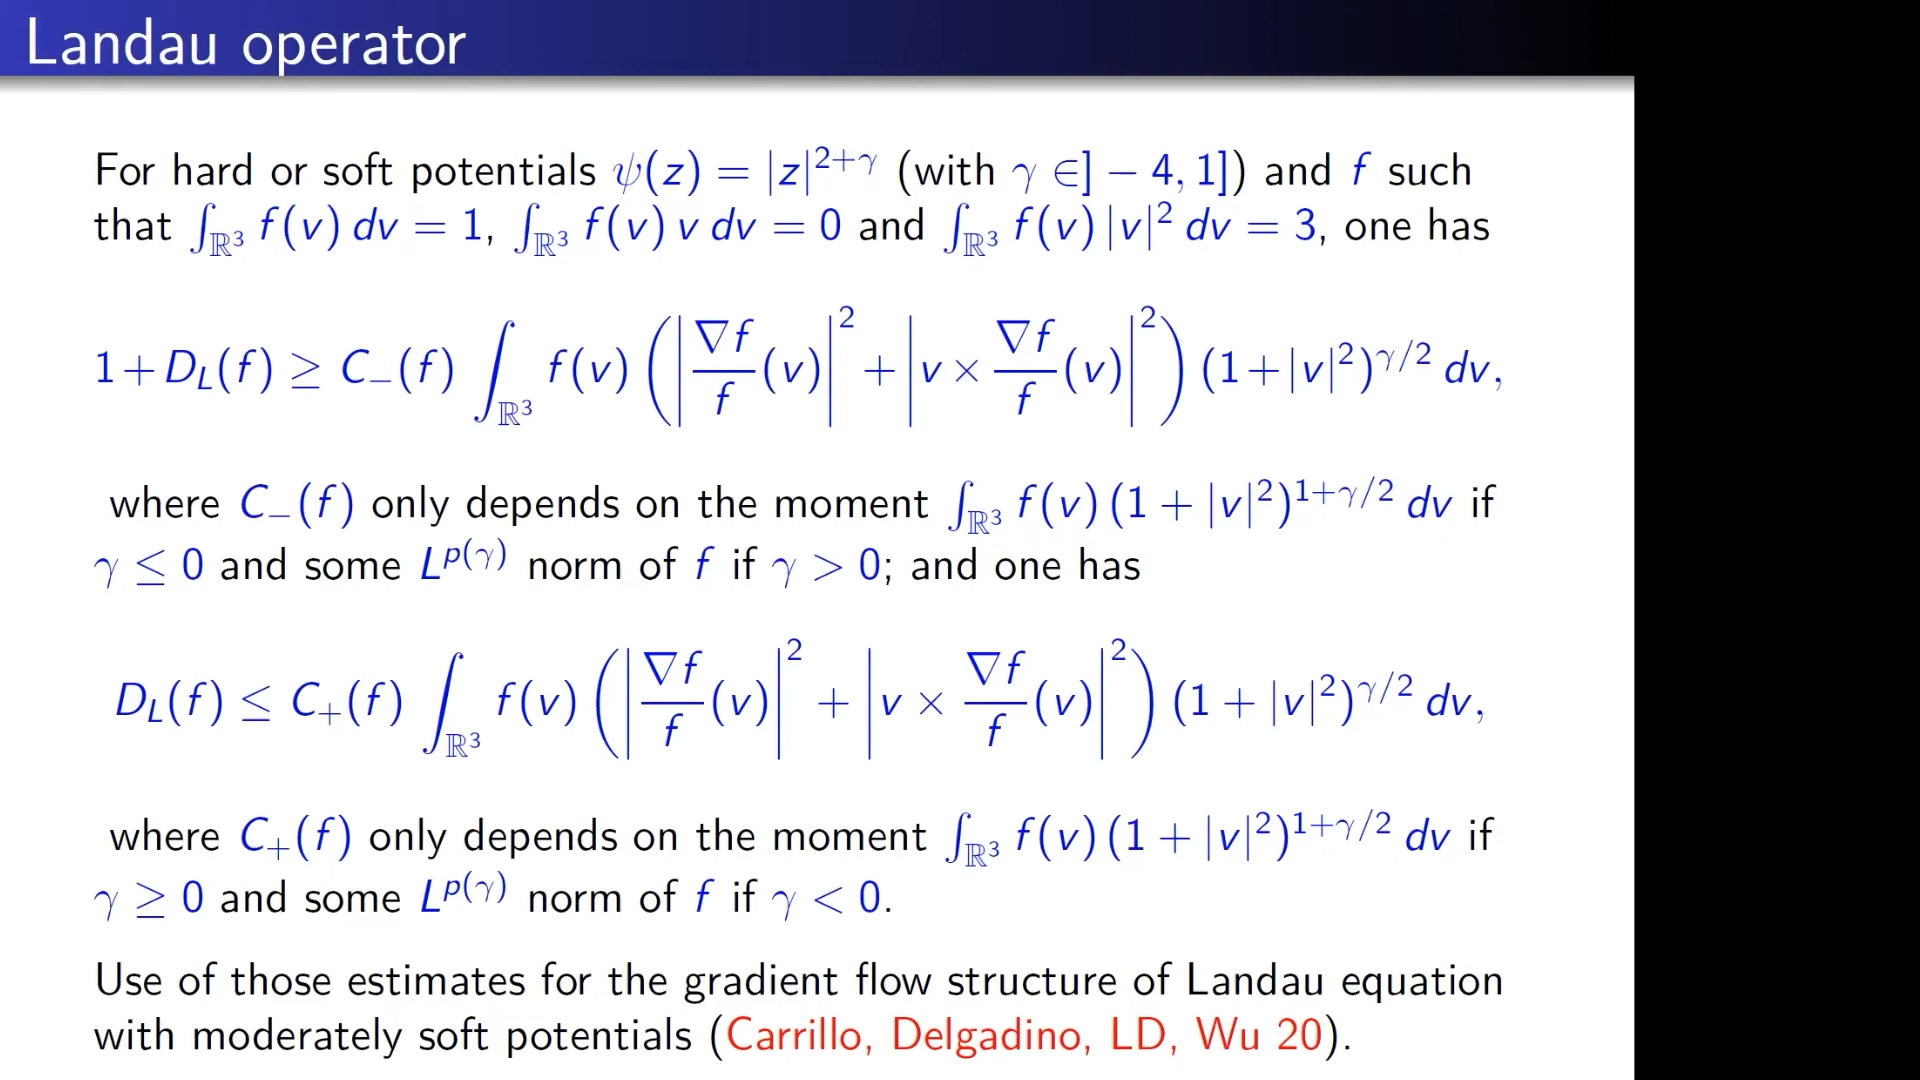 Landau operator
For hard or soft potentials ψ(z) = |z|^{2+γ} (with γ ∈] − 4, 1]) and f such
that ∫_{ℝ³} f(v) dv = 1, ∫_{ℝ³} f(v) v dv = 0 and ∫_{ℝ³} f(v) |v|² dv = 3, one has
1 + D_L(f) ≥ C_−(f) ∫_{ℝ³} f(v) ( | ∇f/f (v) |² + | v × ∇f/f (v) |² ) (1 + |v|²)^{γ/2} dv,
where C_−(f) only depends on the moment ∫_{ℝ³} f(v) (1 + |v|²)^{1+γ/2} dv if
γ ≤ 0 and some L^{p(γ)} norm of f if γ > 0; and one has
D_L(f) ≤ C_+(f) ∫_{ℝ³} f(v) ( | ∇f/f (v) |² + | v × ∇f/f (v) |² ) (1 + |v|²)^{γ/2} dv,
where C_+(f) only depends on the moment ∫_{ℝ³} f(v) (1 + |v|²)^{1+γ/2} dv if
γ ≥ 0 and some L^{p(γ)} norm of f if γ < 0.
Use of those estimates for the gradient flow structure of Landau equation
with moderately soft potentials (Carrillo, Delgadino, LD, Wu 20).